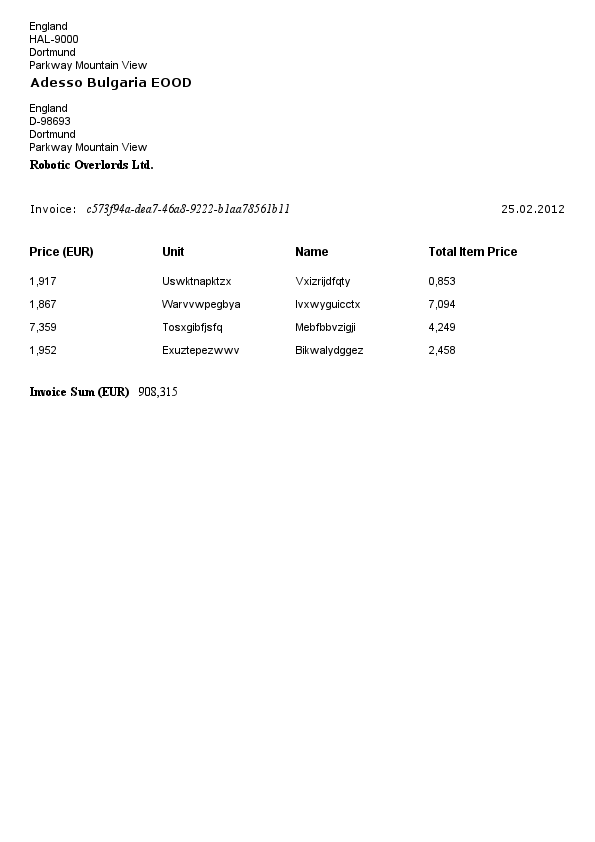 England
HAL-9000
Dortmund
Parkway Mountain View
Adesso Bulgaria EOOD
England
D-98693
Dortmund
Parkway Mountain View
Robotic Overlords Ltd.
Invoice: c573f94a-dea7-46a8-9222-b1aa78561b11 25.02.2012
Price (EUR) Unit Name Total Item Price
1,917 Uswktnapktzx Vxizrijdfqty 0,853
1,867 Warvvwpegbya Ivxwyguicctx 7,094
7,359 Tosxgibfjsfq Mebfbbvzigji 4,249
1,952 Exuztepezwwv Bikwalydggez 2,458
Invoice Sum (EUR) 908,315